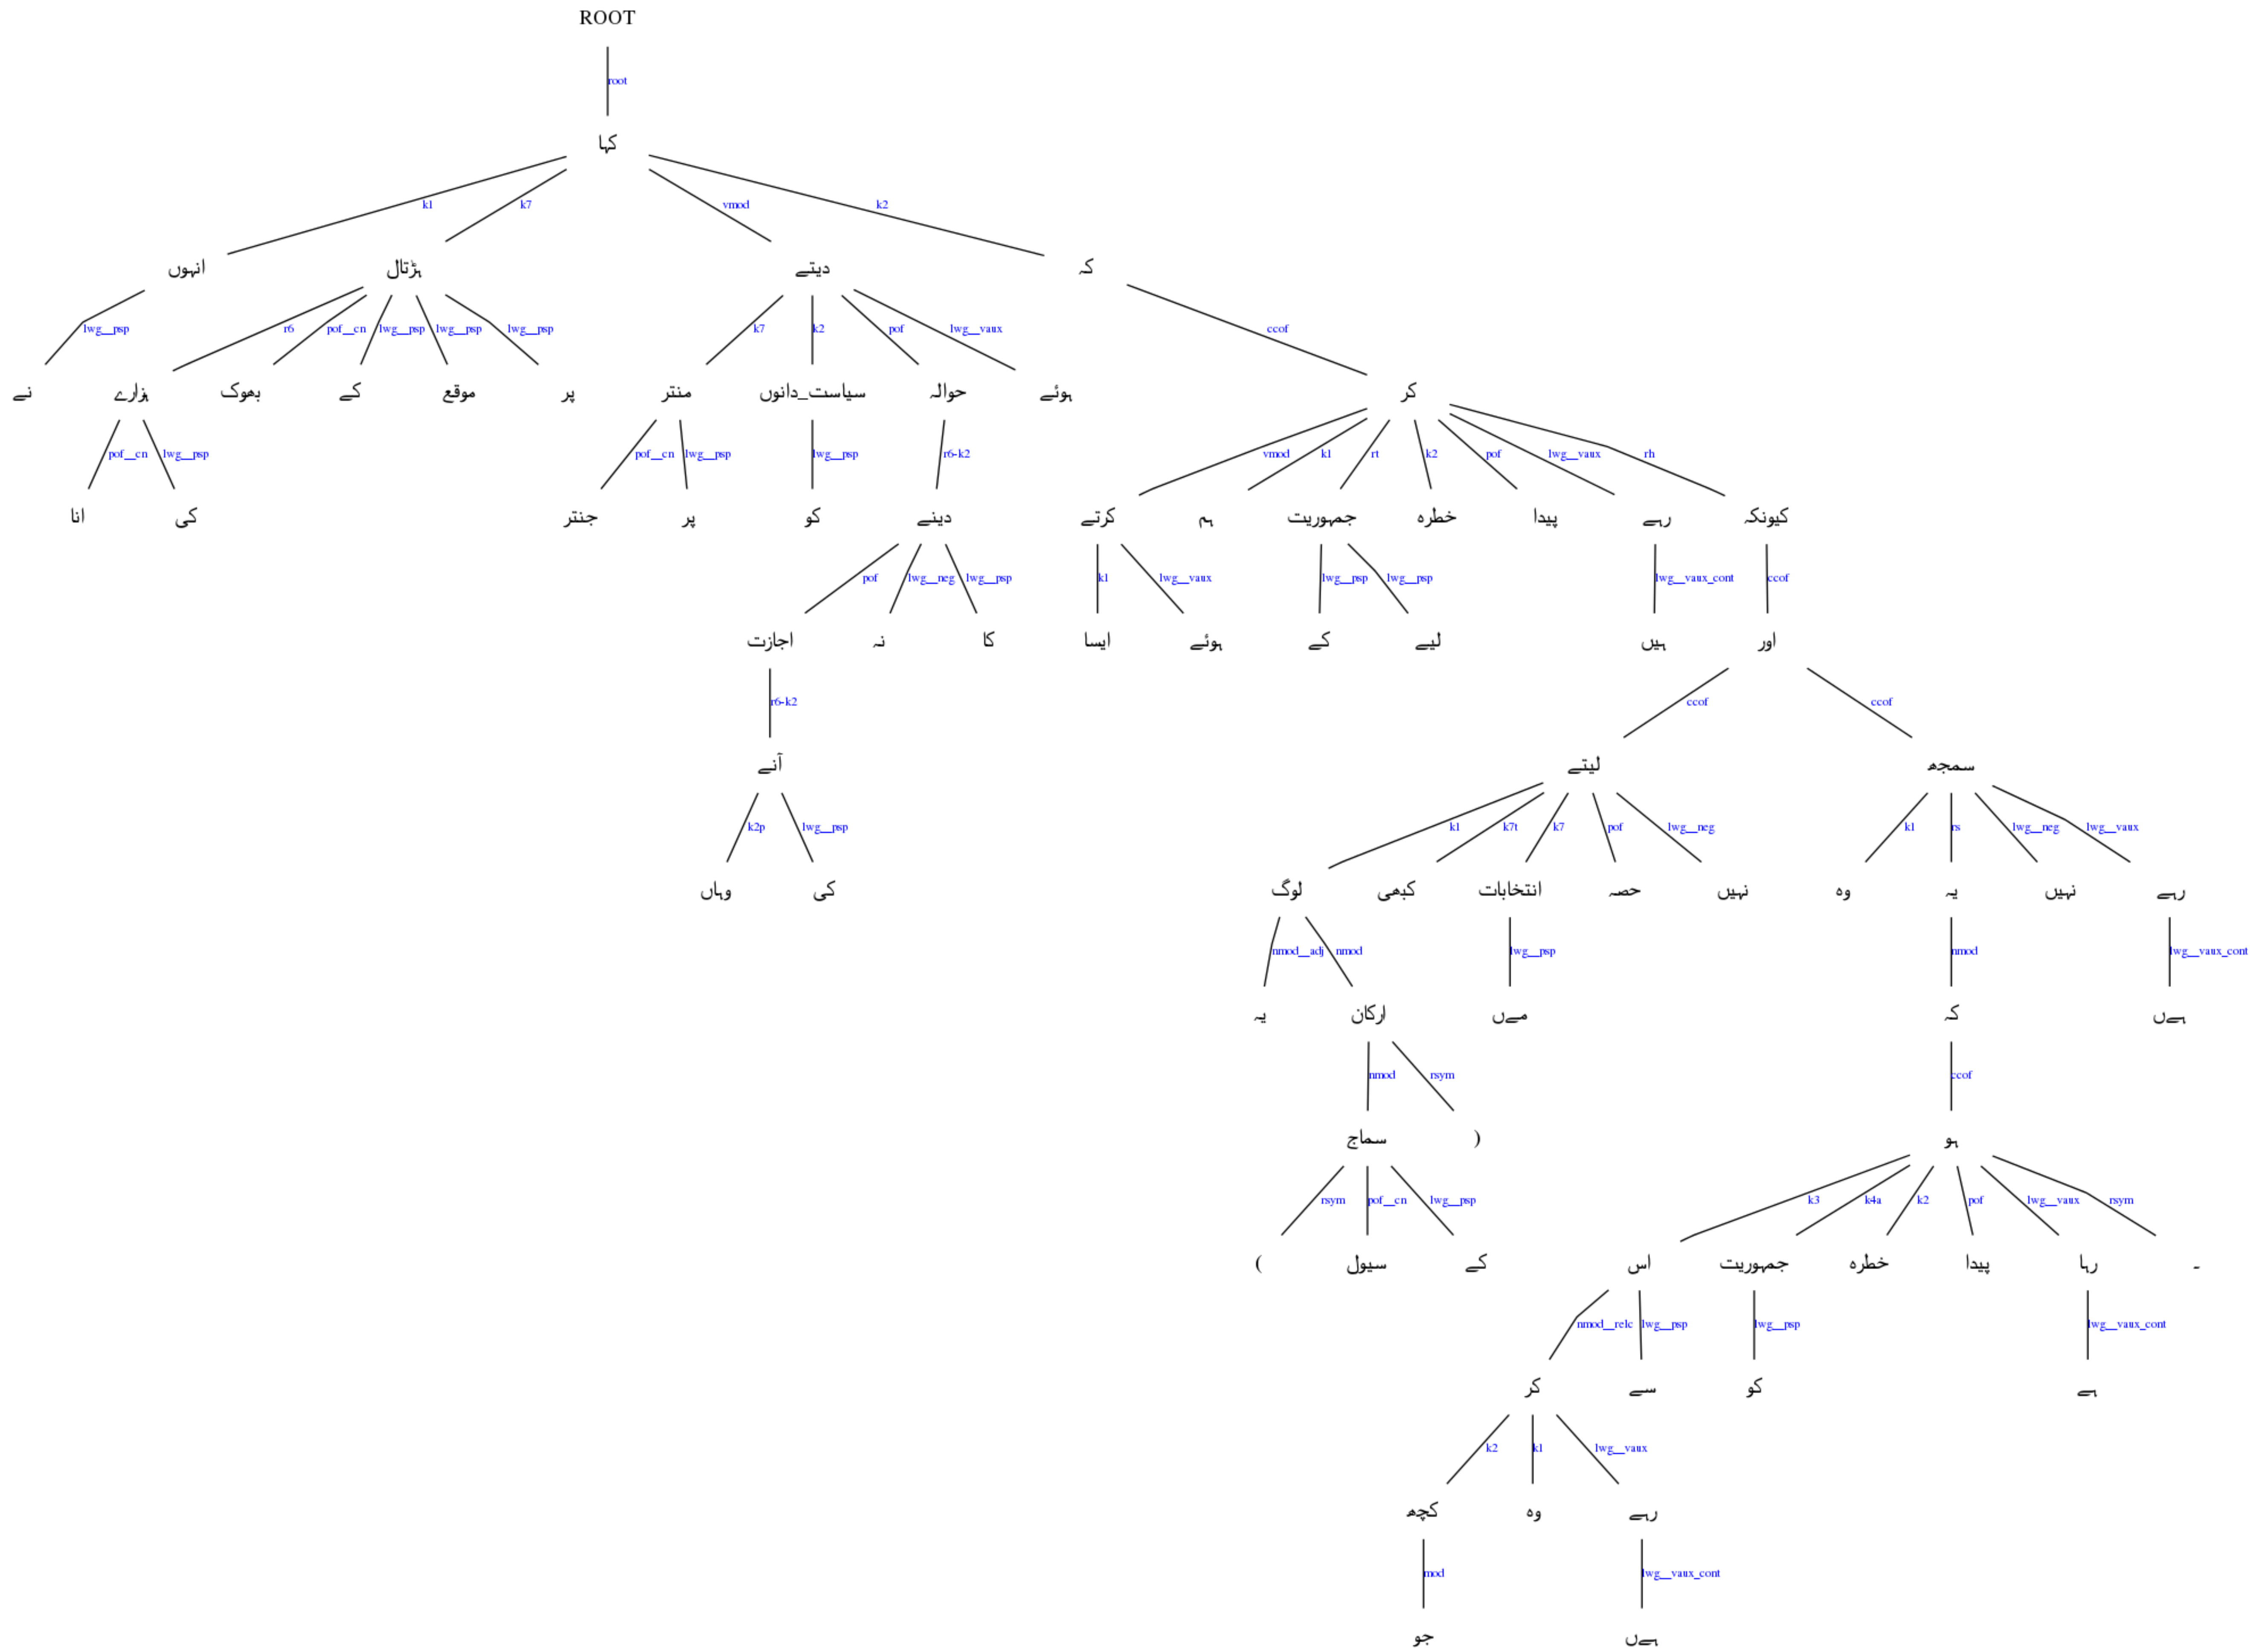 ROOT
root
کہا
k1 k7 vmod k2
انہوں ہڑتال دیتے کہ
lwg__psp r6 pof__cn lwg__psp lwg__psp lwg__psp k7 k2 pof lwg__vaux ccof
نے ہزارے بھوک کے موقع پر منتر سیاست_دانوں حوالہ ہوئے کر
pof__cn lwg__psp pof__cn lwg__psp lwg__psp r6-k2 vmod k1 rt k2 pof lwg__vaux rh
انا کی جنتر پر کو دینے کرتے ہم جمہوریت خطرہ پیدا رہے کیونکہ
pof lwg__neg lwg__psp k1 lwg__vaux lwg__psp lwg__psp lwg__vaux_cont ccof
اجازت نہ کا ایسا ہوئے کے لیے ہیں اور
r6-k2 ccof ccof
آنے لیتے سمجھ
k2p lwg__psp k1 k7t k7 pof lwg__neg k1 rs lwg__neg lwg__vaux
وہاں کی لوگ کبھی انتخابات حصہ نہیں وہ یہ نہیں رہے
nmod__adj nmod lwg__psp nmod lwg__vaux_cont
یہ ارکان مےں کہ ہےں
nmod rsym ccof
سماج ) ہو
rsym pof__cn lwg__psp k3 k4a k2 pof lwg__vaux rsym
( سیول کے اس جمہوریت خطرہ پیدا رہا ۔
nmod__relc lwg__psp lwg__psp lwg__vaux_cont
کر سے کو ہے
k2 k1 lwg__vaux
کچھ وہ رہے
mod lwg__vaux_cont
جو ہےں